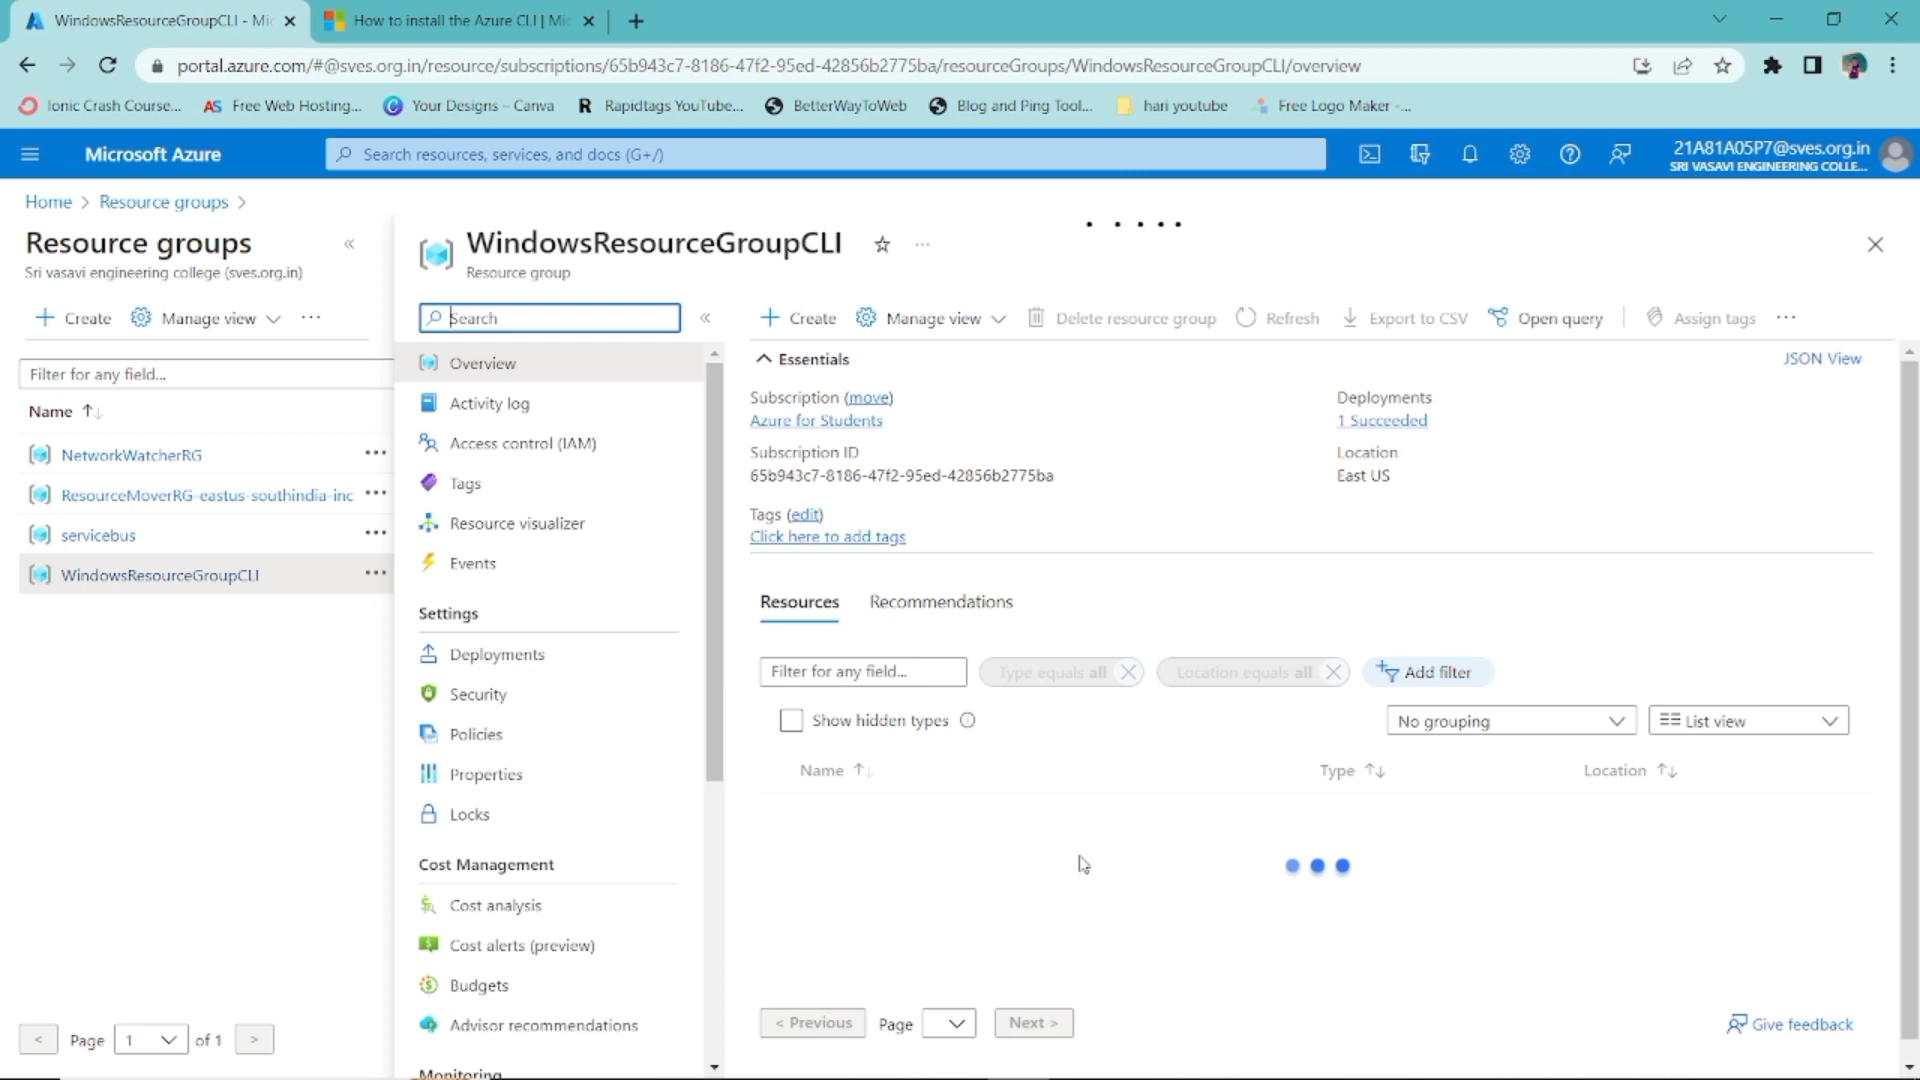 WindowsResourceGroupCLI - Mi
How to install the Azure CLI | Mic
portal.azure.com/#@sves.org.in/resource/subscriptions/65b943c7-8186-47f2-95ed-42856b2775ba/resourceGroups/WindowsResourceGroupCLI/overview
Ionic Crash Course...
AS Free Web Hosting...
Your Designs – Canva
R Rapidtags YouTube...
BetterWayToWeb
Blog and Ping Tool...
hari youtube
Free Logo Maker -...
Microsoft Azure
Search resources, services, and docs (G+/)
21A81A05P7@sves.org.in
SRI VASAVI ENGINEERING COLLE...
Home > Resource groups >
Resource groups
Sri vasavi engineering college (sves.org.in)
Create
Manage view
...
Filter for any field...
Name
NetworkWatcherRG
ResourceMoverRG-eastus-southindia-inc
servicebus
WindowsResourceGroupCLI
< Page 1 of 1 >
WindowsResourceGroupCLI
Resource group
Search
Overview
Activity log
Access control (IAM)
Tags
Resource visualizer
Events
Settings
Deployments
Security
Policies
Properties
Locks
Cost Management
Cost analysis
Cost alerts (preview)
Budgets
Advisor recommendations
Monitoring
Create
Manage view
Delete resource group
Refresh
Export to CSV
Open query
Assign tags
...
Essentials
JSON View
Subscription (move)
Azure for Students
Subscription ID
65b943c7-8186-47f2-95ed-42856b2775ba
Deployments
1 Succeeded
Location
East US
Tags (edit)
Click here to add tags
Resources
Recommendations
Filter for any field...
Type equals all
Location equals all
Add filter
Show hidden types
No grouping
List view
Name
Type
Location
< Previous
Page
Next >
Give feedback